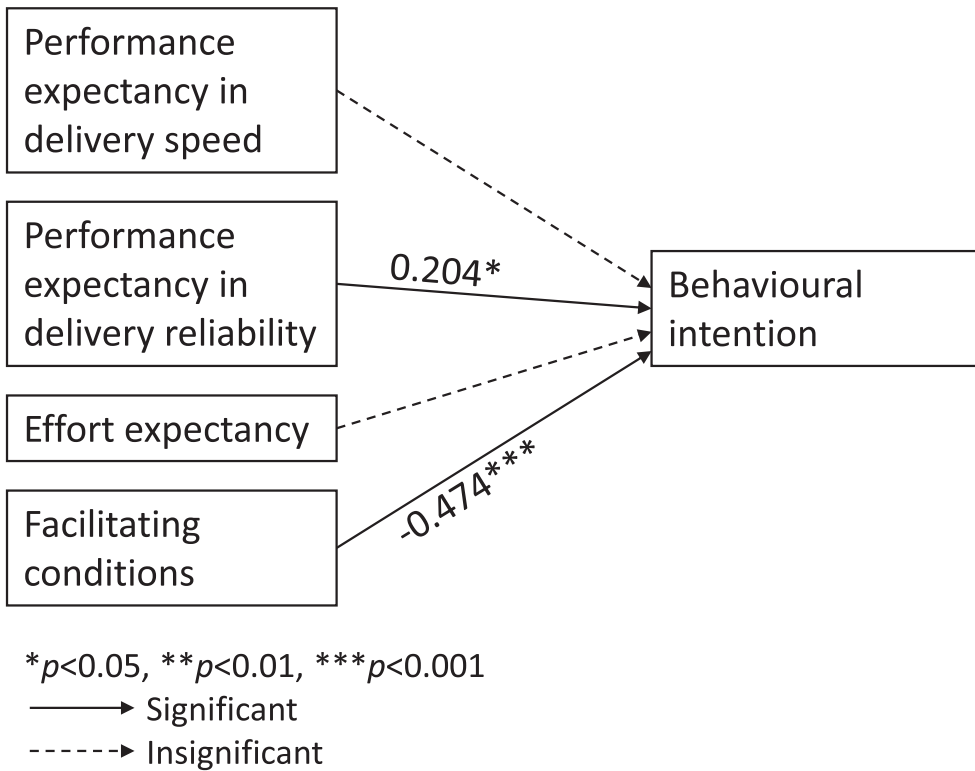 Performance
expectancy in
delivery speed
Performance
expectancy in
delivery reliability
Effort expectancy
Facilitating
conditions
0.204*
-0.474***
Behavioural
intention
*p<0.05, **p<0.01, ***p<0.001
Significant
Insignificant